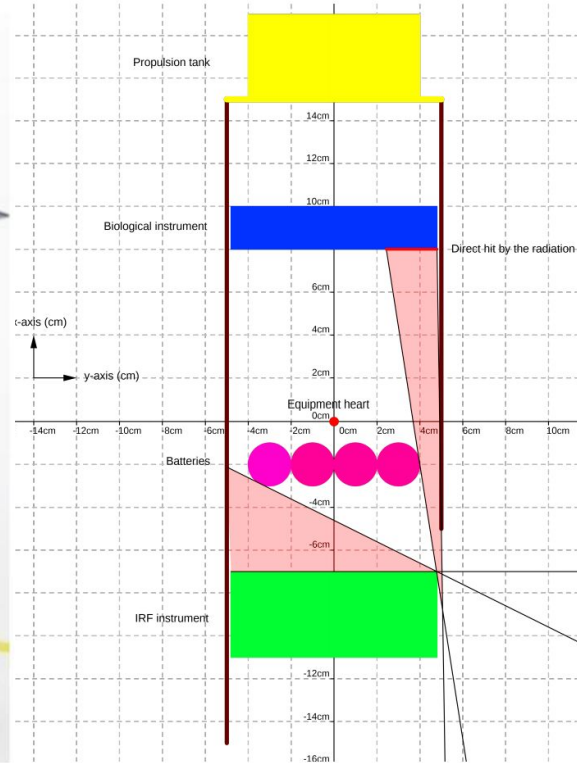 Propulsion tank
14cm
12cm
10cm
Biological instrument
Direct hit by the radiation
6cm
x-axis (cm)
4cm
2cm
y-axis (cm)
Equipment heart
0cm
-14cm -12cm -10cm -8cm -6cm -4cm -2cm 0cm 2cm 4cm 6cm 8cm 10cm
Batteries
-4cm
-6cm
IRF instrument
-12cm
-14cm
-16cm